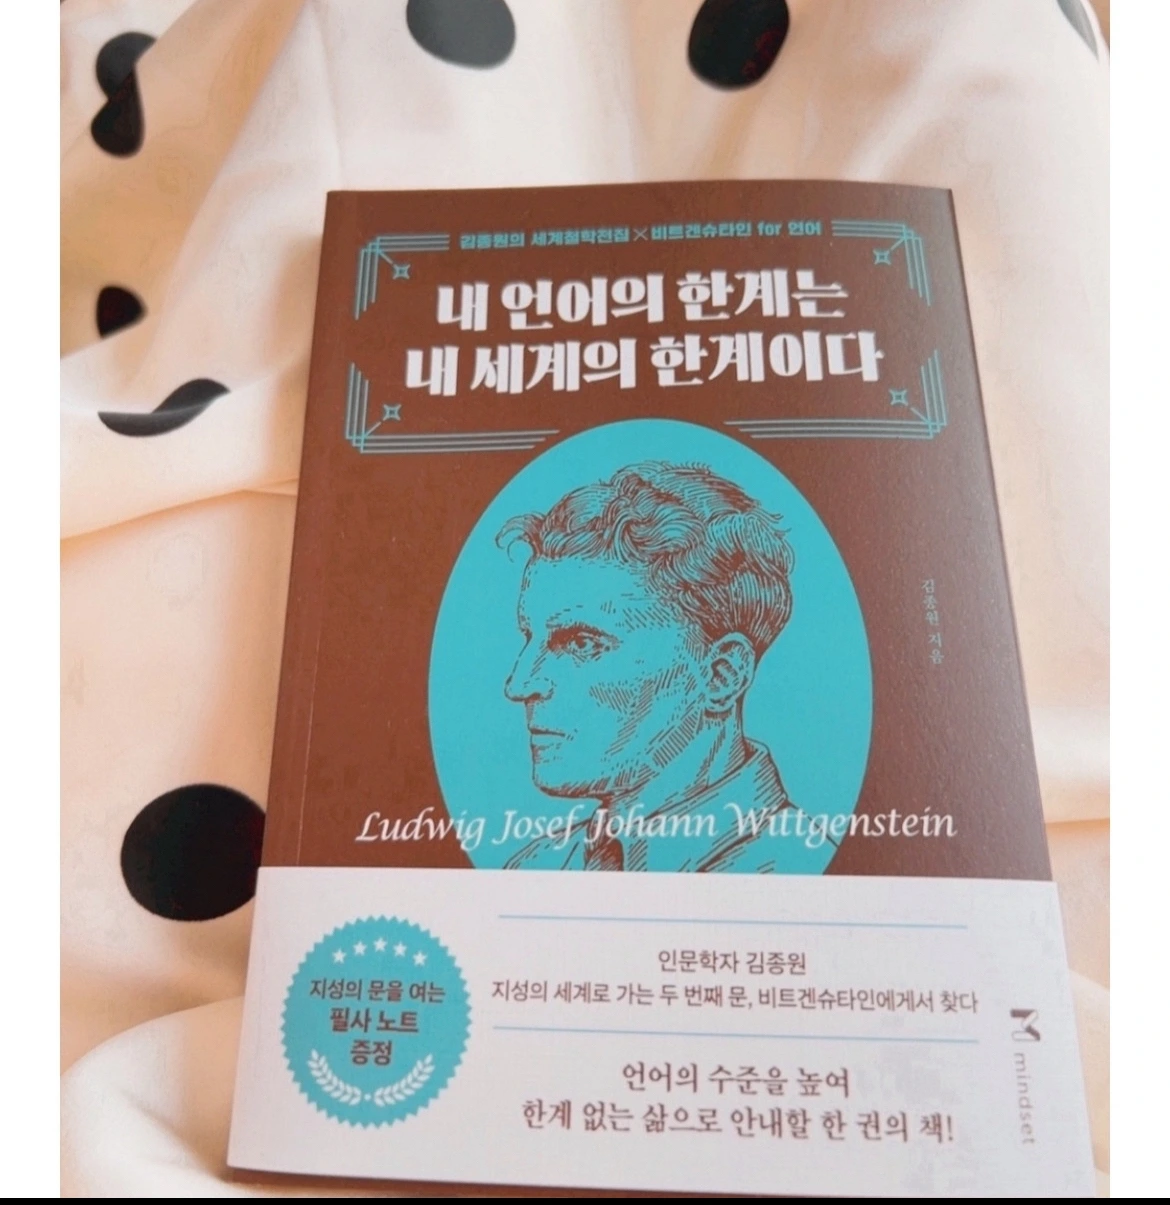 김종원의 세계철학전집 × 비트겐슈타인 for 언어
내 언어의 한계는
내 세계의 한계이다
김종원 지음
Ludwig Josef Johann Wittgenstein
지성의 문을 여는
필사 노트
증정
인문학자 김종원
지성의 세계로 가는 두 번째 문, 비트겐슈타인에게서 찾다
언어의 수준을 높여
한계 없는 삶으로 안내할 한 권의 책!
mindset